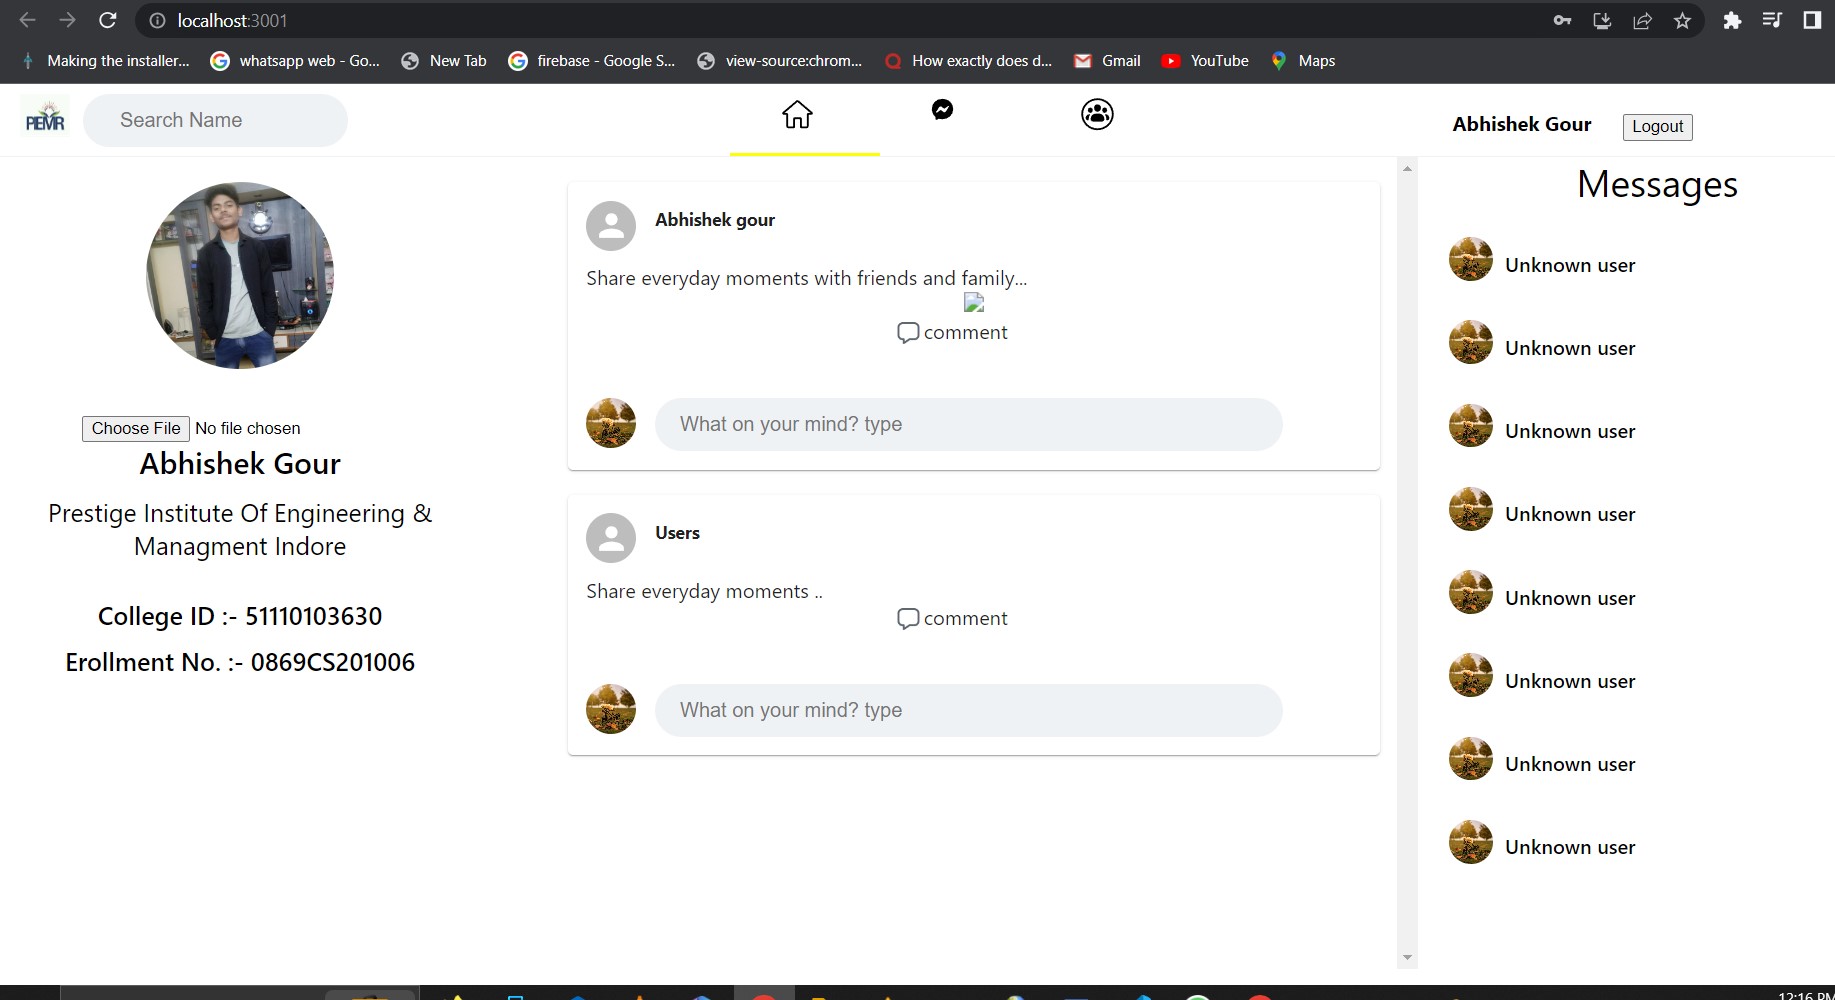 localhost:3001
Making the installer...
whatsapp web - Go...
New Tab
firebase - Google S...
view-source:chrom...
How exactly does d...
Gmail
YouTube
Maps
PIEMR
Search Name
Abhishek Gour
Logout
Choose File No file chosen
Abhishek Gour
Prestige Institute Of Engineering &
Managment Indore
College ID :- 51110103630
Erollment No. :- 0869CS201006
Abhishek gour
Share everyday moments with friends and family...
comment
What on your mind? type
Users
Share everyday moments ..
comment
What on your mind? type
Messages
Unknown user
Unknown user
Unknown user
Unknown user
Unknown user
Unknown user
Unknown user
Unknown user
12:16 PM